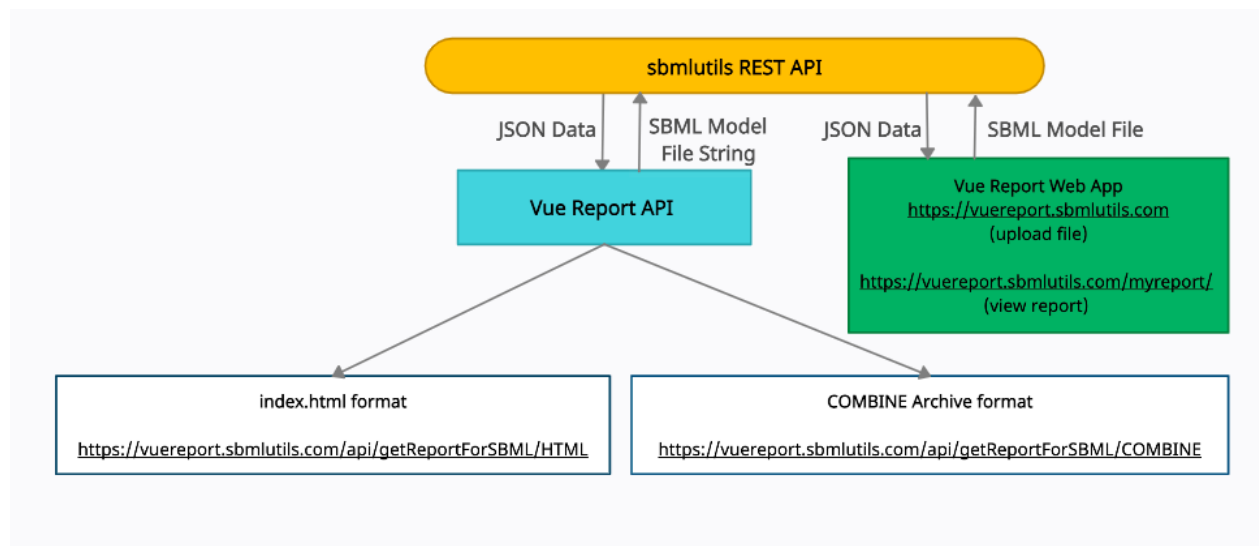 sbmlutils REST API
JSON Data
SBML Model
File String
JSON Data
SBML Model File
Vue Report API
Vue Report Web App
https://vuereport.sbmlutils.com
(upload file)
https://vuereport.sbmlutils.com/myreport/
(view report)
index.html format
https://vuereport.sbmlutils.com/api/getReportForSBML/HTML
COMBINE Archive format
https://vuereport.sbmlutils.com/api/getReportForSBML/COMBINE